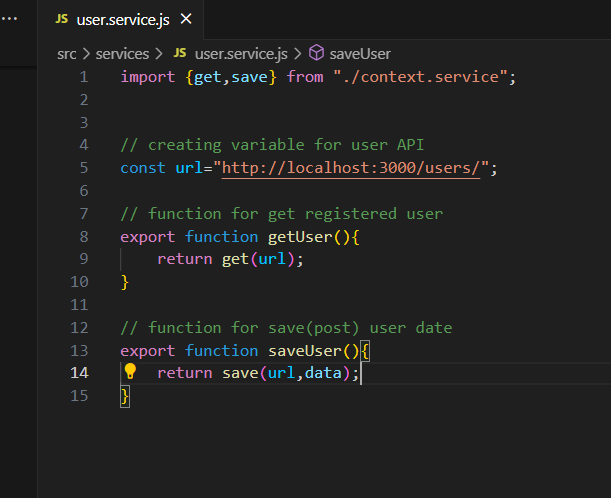 ··· JS user.service.js ×
src > services > JS user.service.js > saveUser
1 import {get,save} from "./context.service";
2
3
4 // creating variable for user API
5 const url="http://localhost:3000/users/";
6
7 // function for get registered user
8 export function getUser(){
9     return get(url);
10 }
11
12 // function for save(post) user date
13 export function saveUser(){
14     return save(url,data);
15 }